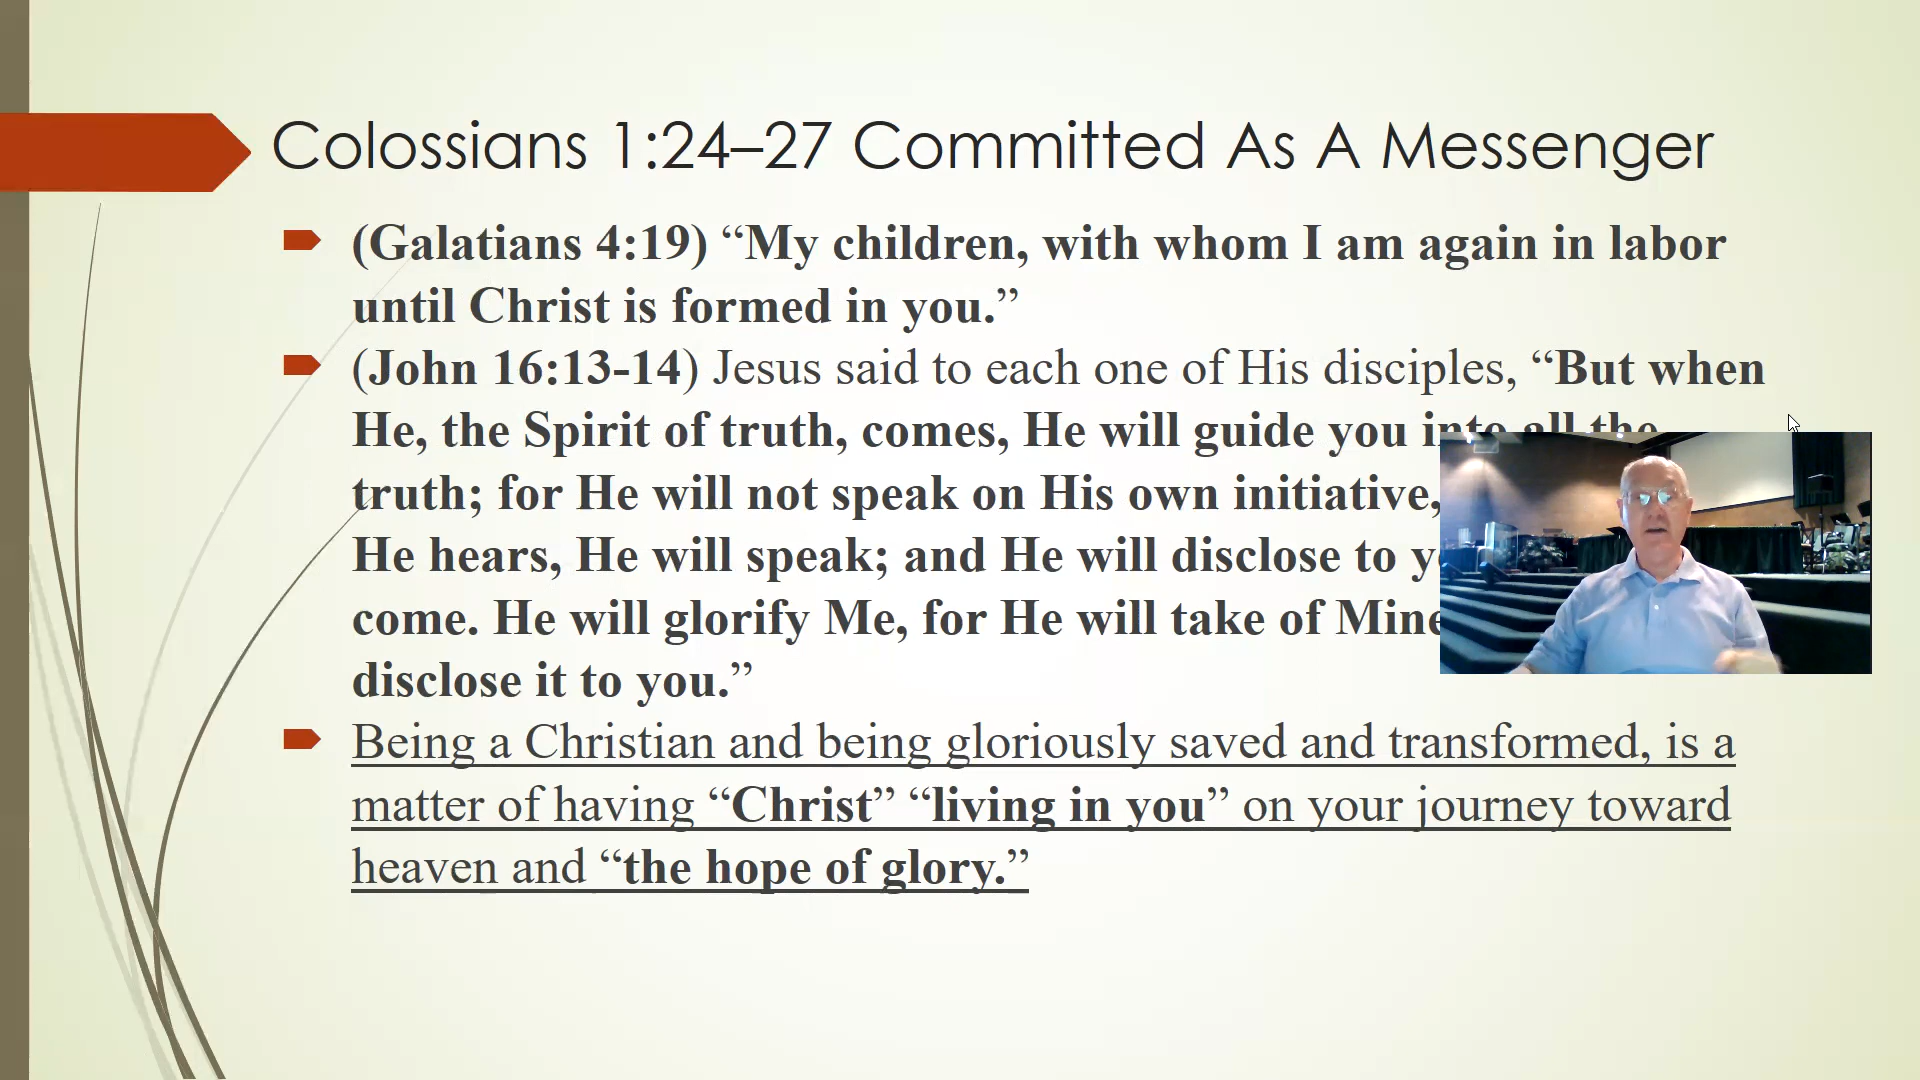 Colossians 1:24–27 Committed As A Messenger
(Galatians 4:19) “My children, with whom I am again in labor
until Christ is formed in you.”
(John 16:13-14) Jesus said to each one of His disciples, “But when
He, the Spirit of truth, comes, He will guide you into all the
truth; for He will not speak on His own initiative,
He hears, He will speak; and He will disclose to
come. He will glorify Me, for He will take of Mine
disclose it to you.”
Being a Christian and being gloriously saved and transformed, is a
matter of having “Christ” “living in you” on your journey toward
heaven and “the hope of glory.”